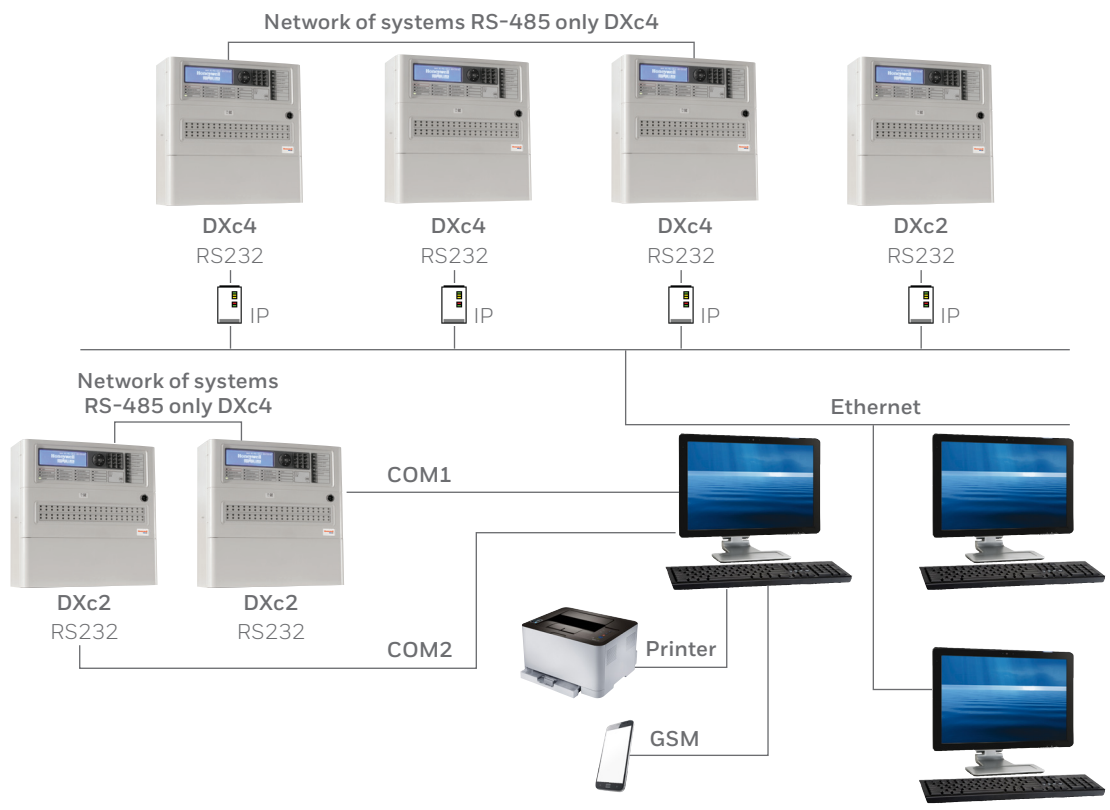 Network of systems RS-485 only DXc4
DXc4
DXc4
DXc4
DXc2
RS232
RS232
RS232
RS232
IP
IP
IP
IP
Network of systems
RS-485 only DXc4
Ethernet
COM1
DXc2
DXc2
RS232
RS232
COM2
Printer
GSM